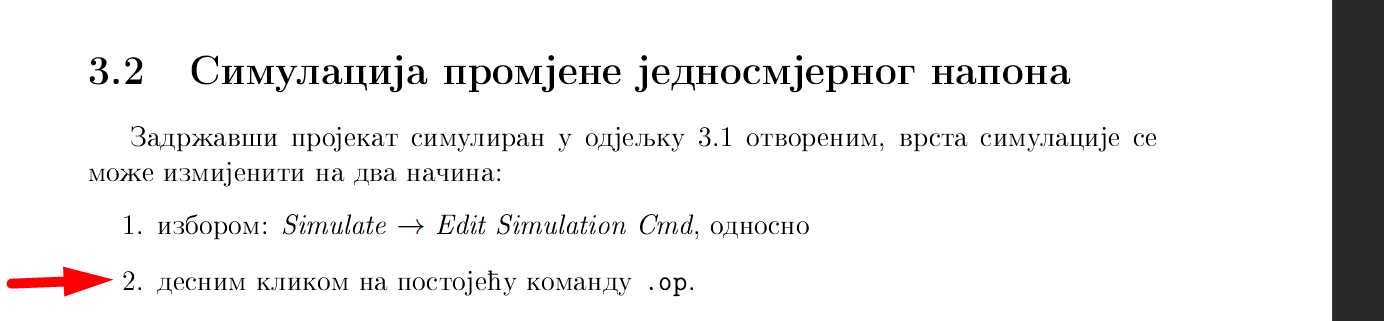 3.2 Симулација промјене једносмјерног напона
Задржавши пројекат симулиран у одјељку 3.1 отвореним, врста симулације се
може измијенити на два начина:
1. избором: Simulate → Edit Simulation Cmd, односно
2. десним кликом на постојећу команду .op.